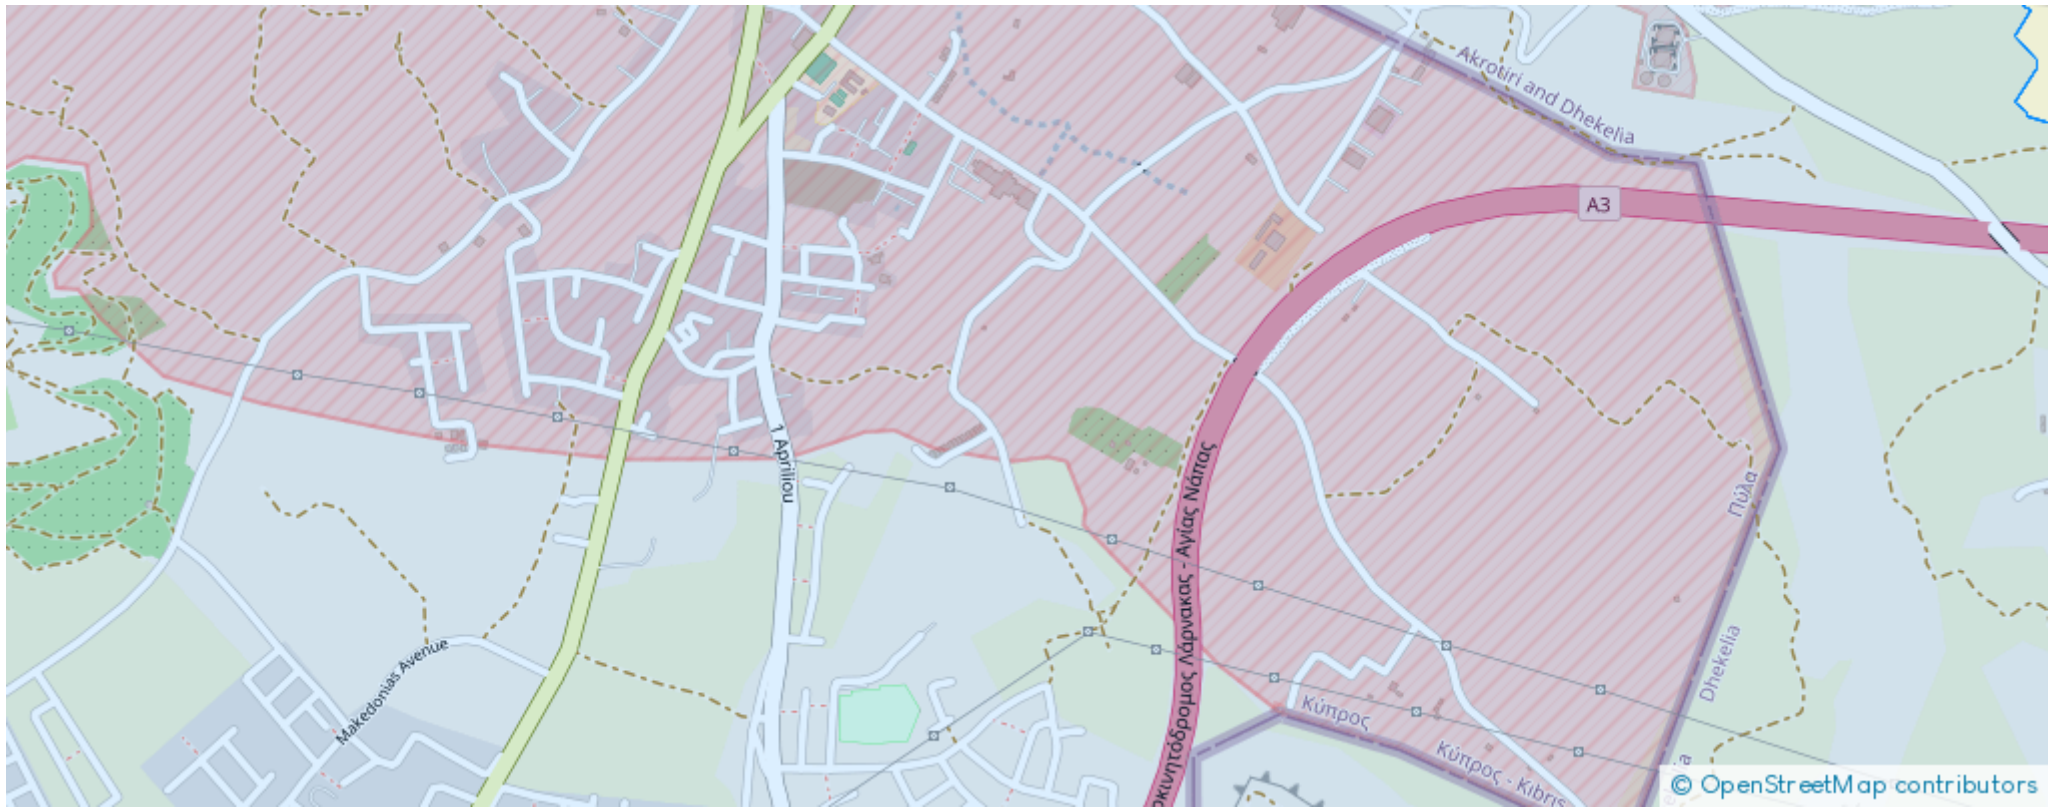 Akrotiri and Dhekelia
A3
1 Apriliou
Αυτοκινητόδρομος Λάρνακας - Αγίας Νάπας
Πύλα
Dhekelia
Makedonias Avenue
Κύπρος
Κύπρος - Kıbrıs
© OpenStreetMap contributors